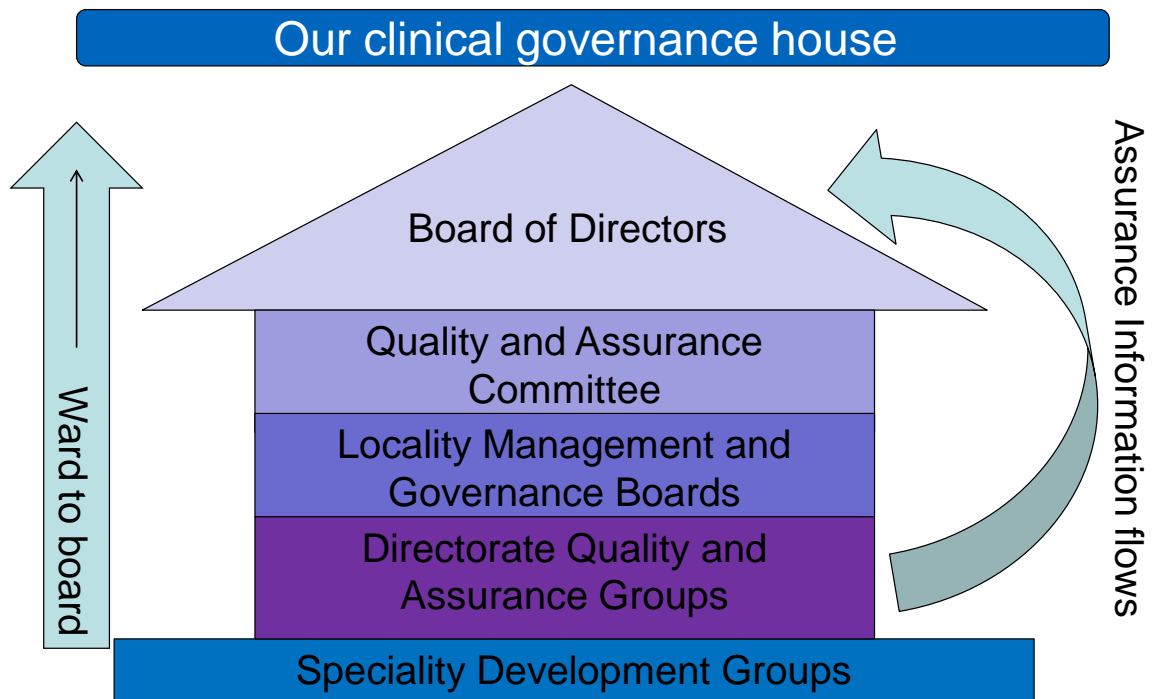 Our clinical governance house
Board of Directors
Quality and Assurance
Committee
Locality Management and
Governance Boards
Directorate Quality and
Assurance Groups
Speciality Development Groups
Ward to board
Assurance Information flows